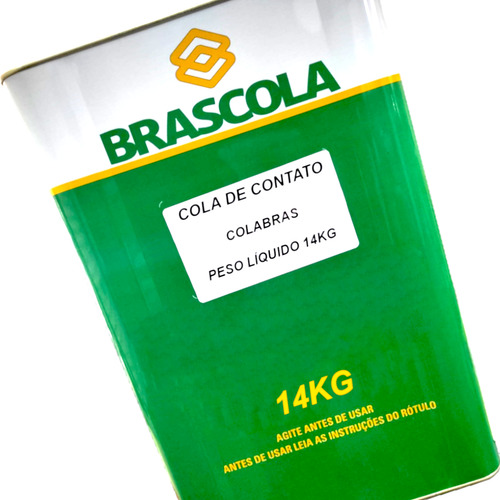 BRASCOLA
COLA DE CONTATO
COLABRAS
PESO LÍQUIDO 14KG
14KG
AGITE ANTES DE USAR
ANTES DE USAR LEIA AS INSTRUÇÕES DO RÓTULO